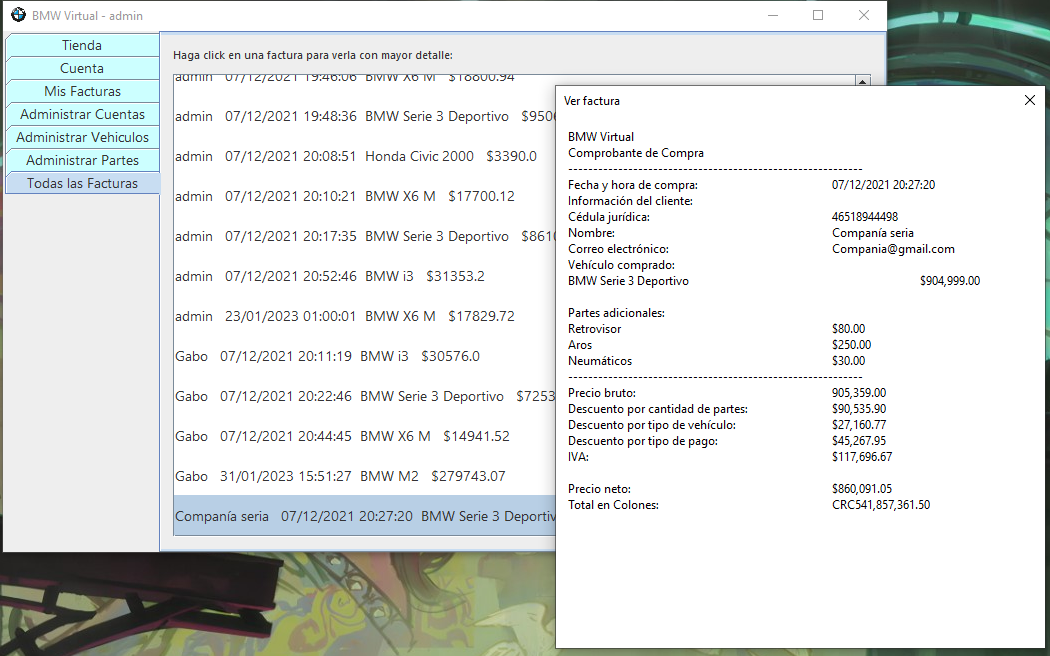 BMW Virtual - admin
Tienda
Cuenta
Mis Facturas
Administrar Cuentas
Administrar Vehiculos
Administrar Partes
Todas las Facturas
Haga click en una factura para verla con mayor detalle:
admin 07/12/2021 19:46:06 BMW X6 M $18800.94
admin 07/12/2021 19:48:36 BMW Serie 3 Deportivo $950
admin 07/12/2021 20:08:51 Honda Civic 2000 $3390.0
admin 07/12/2021 20:10:21 BMW X6 M $17700.12
admin 07/12/2021 20:17:35 BMW Serie 3 Deportivo $861
admin 07/12/2021 20:52:46 BMW i3 $31353.2
admin 23/01/2023 01:00:01 BMW X6 M $17829.72
Gabo 07/12/2021 20:11:19 BMW i3 $30576.0
Gabo 07/12/2021 20:22:46 BMW Serie 3 Deportivo $7253
Gabo 07/12/2021 20:44:45 BMW X6 M $14941.52
Gabo 31/01/2023 15:51:27 BMW M2 $279743.07
Companía seria 07/12/2021 20:27:20 BMW Serie 3 Deportiv
Ver factura
BMW Virtual
Comprobante de Compra
--------------------------------------------------------
Fecha y hora de compra: 07/12/2021 20:27:20
Información del cliente:
Cédula jurídica: 46518944498
Nombre: Companía seria
Correo electrónico: Compania@gmail.com
Vehículo comprado:
BMW Serie 3 Deportivo $904,999.00
Partes adicionales:
Retrovisor $80.00
Aros $250.00
Neumáticos $30.00
--------------------------------------------------------
Precio bruto: 905,359.00
Descuento por cantidad de partes: $90,535.90
Descuento por tipo de vehículo: $27,160.77
Descuento por tipo de pago: $45,267.95
IVA: $117,696.67
Precio neto: $860,091.05
Total en Colones: CRC541,857,361.50